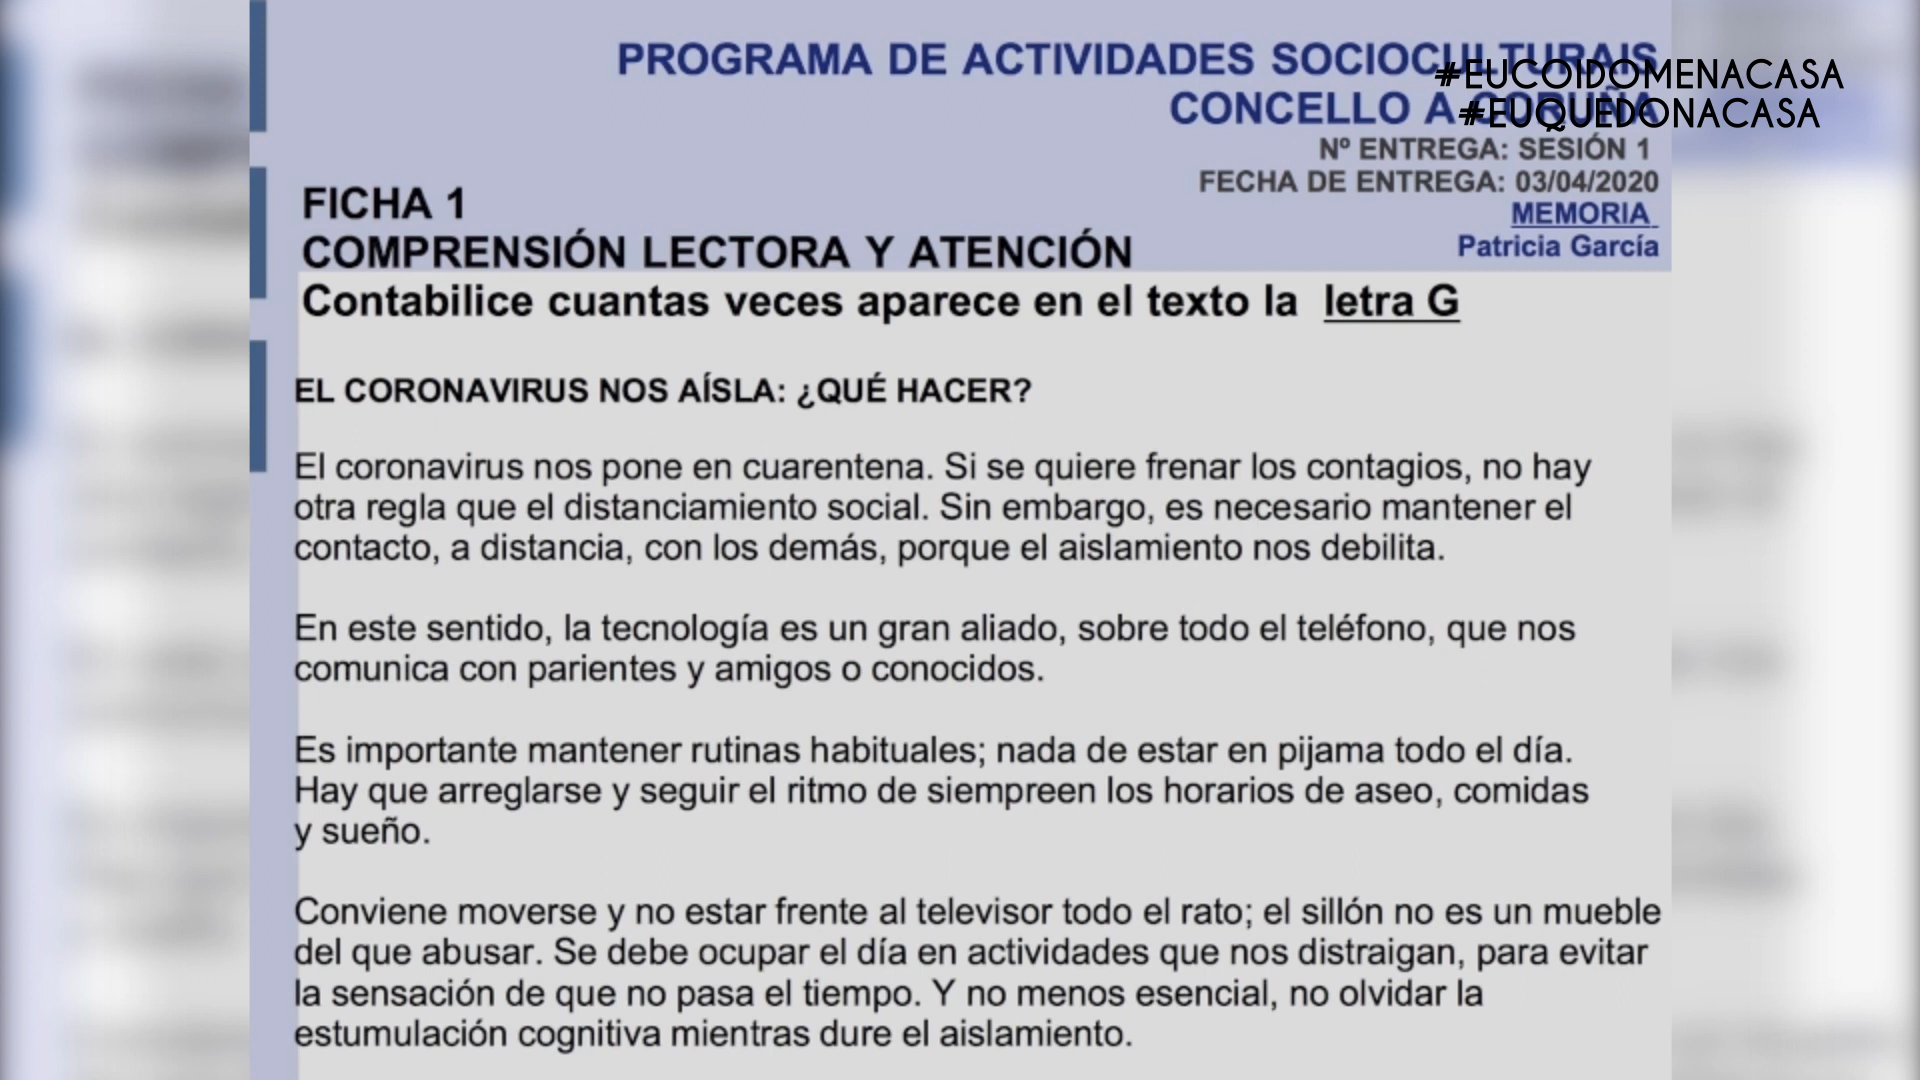 PROGRAMA DE ACTIVIDADES SOCIOCULTURAIS
#EUCOIDOMENACASA
CONCELLO A CORUÑA
#EUQUEDONACASA
Nº ENTREGA: SESIÓN 1
FECHA DE ENTREGA: 03/04/2020
MEMORIA
Patricia García
FICHA 1
COMPRENSIÓN LECTORA Y ATENCIÓN
Contabilice cuantas veces aparece en el texto la letra G
EL CORONAVIRUS NOS AÍSLA: ¿QUÉ HACER?
El coronavirus nos pone en cuarentena. Si se quiere frenar los contagios, no hay
otra regla que el distanciamiento social. Sin embargo, es necesario mantener el
contacto, a distancia, con los demás, porque el aislamiento nos debilita.
En este sentido, la tecnología es un gran aliado, sobre todo el teléfono, que nos
comunica con parientes y amigos o conocidos.
Es importante mantener rutinas habituales; nada de estar en pijama todo el día.
Hay que arreglarse y seguir el ritmo de siempreen los horarios de aseo, comidas
y sueño.
Conviene moverse y no estar frente al televisor todo el rato; el sillón no es un mueble
del que abusar. Se debe ocupar el día en actividades que nos distraigan, para evitar
la sensación de que no pasa el tiempo. Y no menos esencial, no olvidar la
estumulación cognitiva mientras dure el aislamiento.